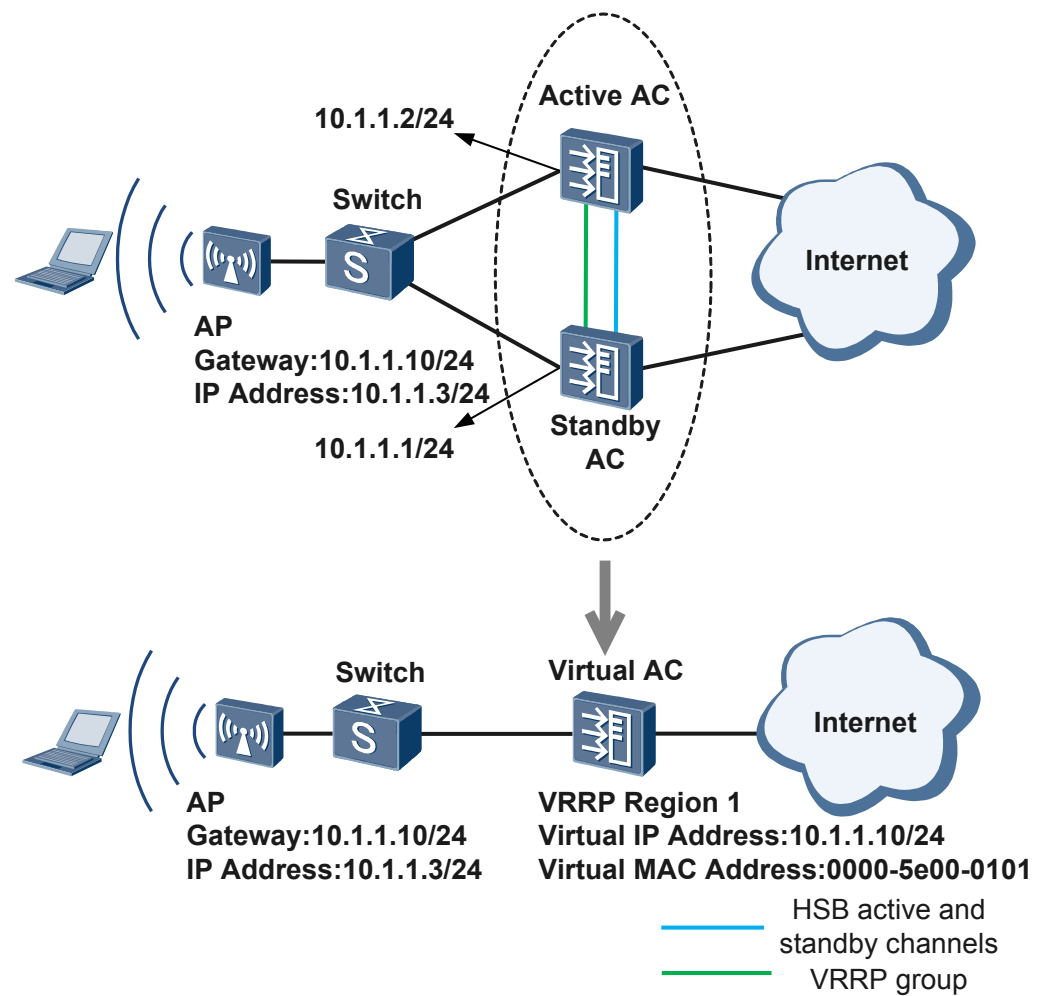 Active AC
10.1.1.2/24
Switch
S
Internet
AP
Gateway:10.1.1.10/24
IP Address:10.1.1.3/24
10.1.1.1/24
Standby
AC
Switch
Virtual AC
S
Internet
AP
Gateway:10.1.1.10/24
IP Address:10.1.1.3/24
VRRP Region 1
Virtual IP Address:10.1.1.10/24
Virtual MAC Address:0000-5e00-0101
HSB active and
standby channels
VRRP group